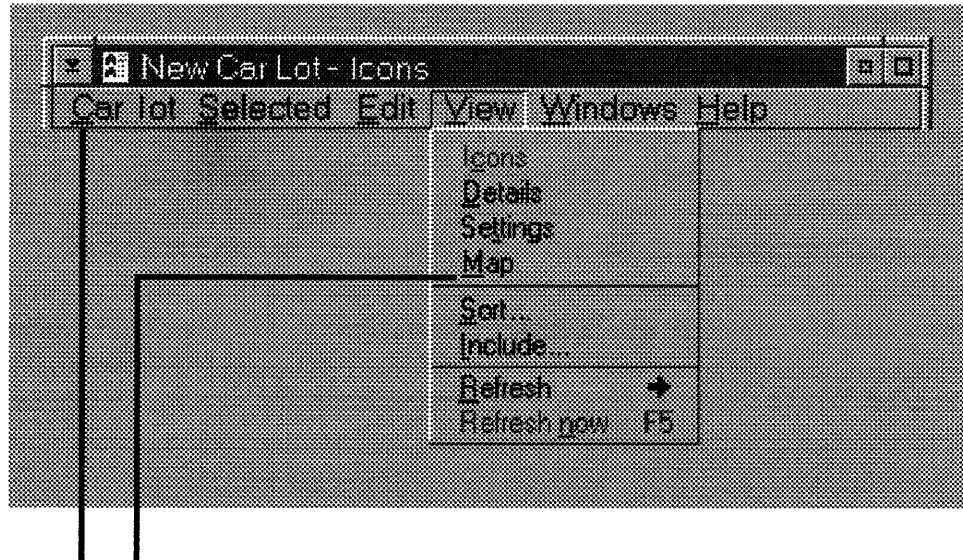 New Car Lot - Icons
Car lot Selected Edit View Windows Help
Icons
Details
Settings
Map
Sort...
Include...
Refresh
Refresh now F5